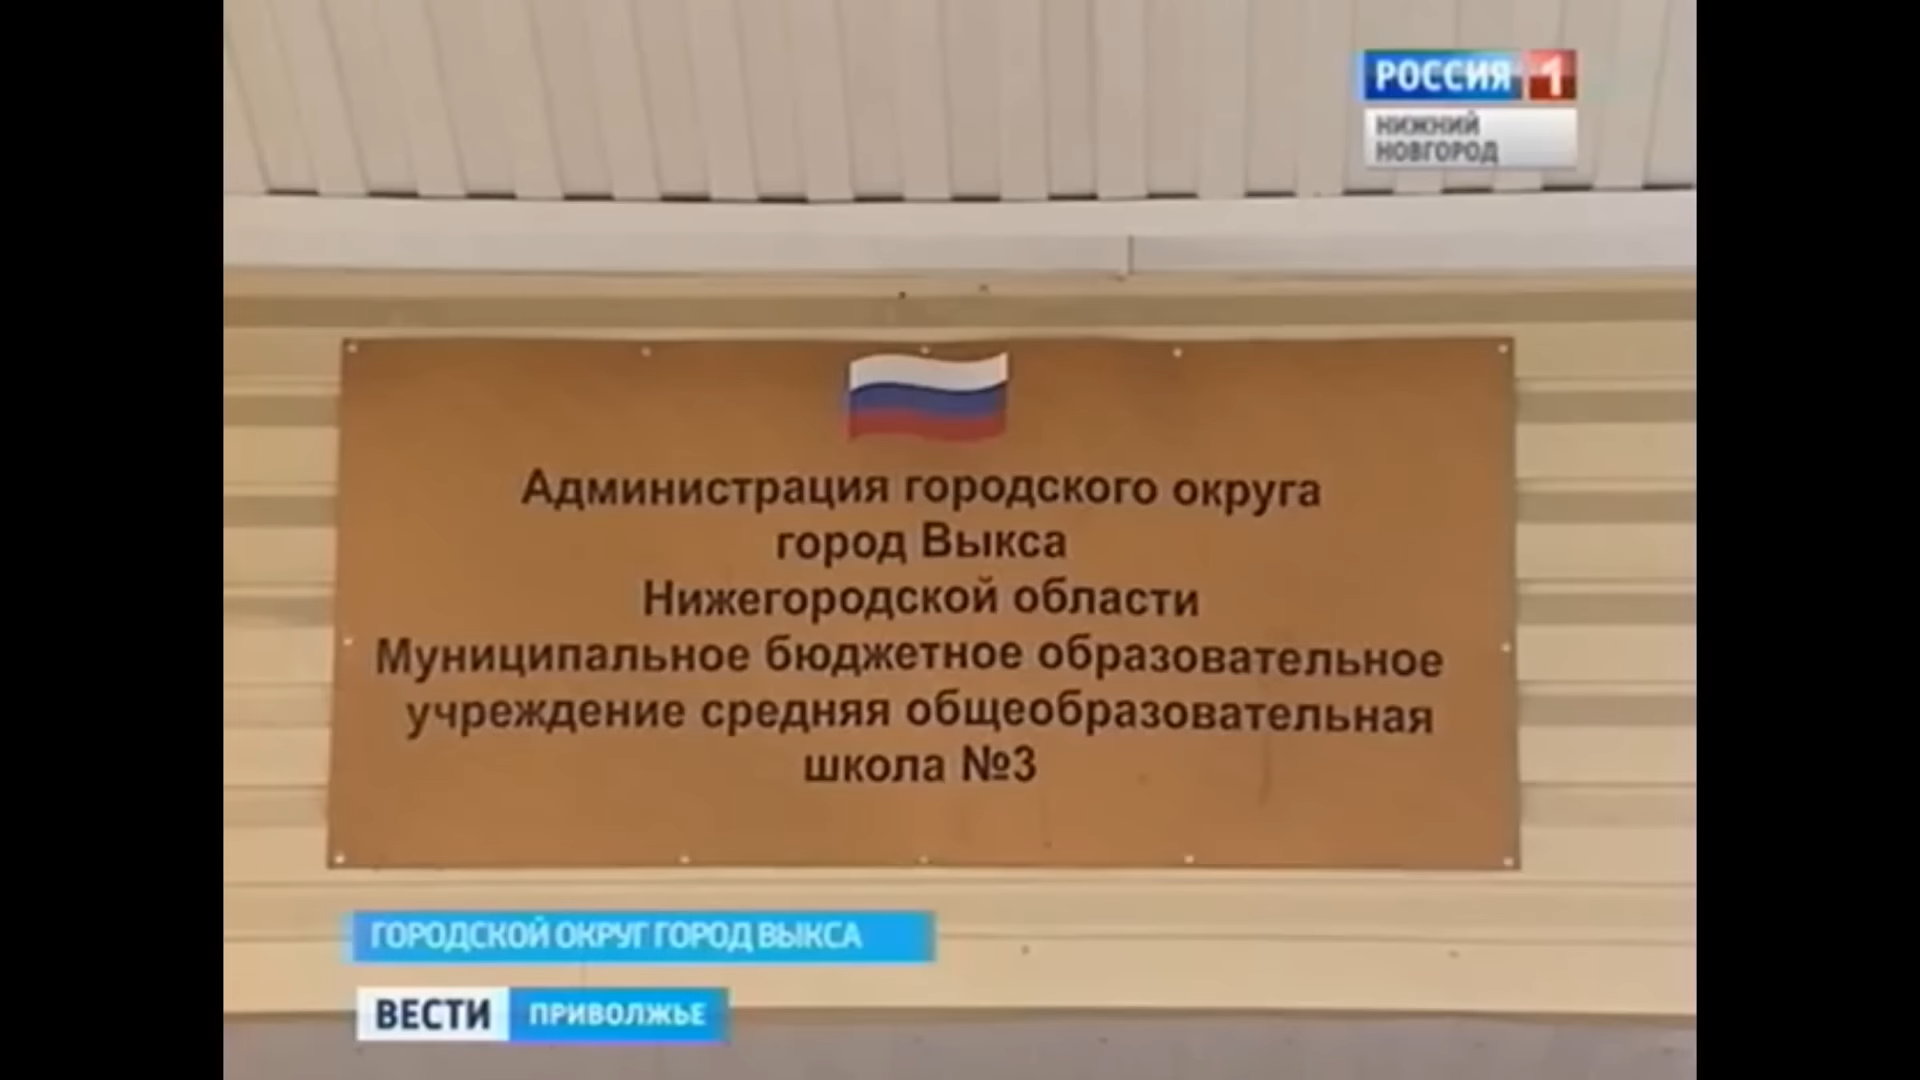 РОССИЯ 1
НИЖНИЙ
НОВГОРОД
Администрация городского округа
город Выкса
Нижегородской области
Муниципальное бюджетное образовательное
учреждение средняя общеобразовательная
школа №3
ГОРОДСКОЙ ОКРУГ ГОРОД ВЫКСА
ВЕСТИ ПРИВОЛЖЬЕ